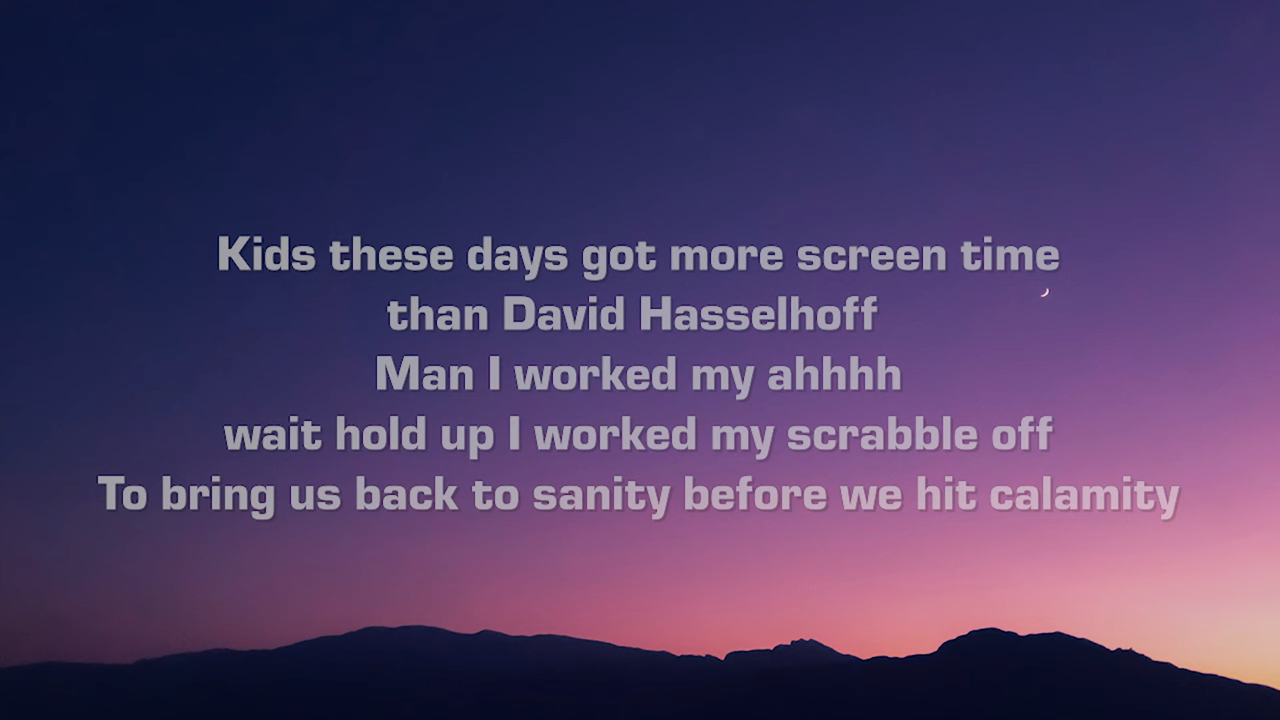 Kids these days got more screen time
than David Hasselhoff
Man I worked my ahhhh
wait hold up I worked my scrabble off
To bring us back to sanity before we hit calamity